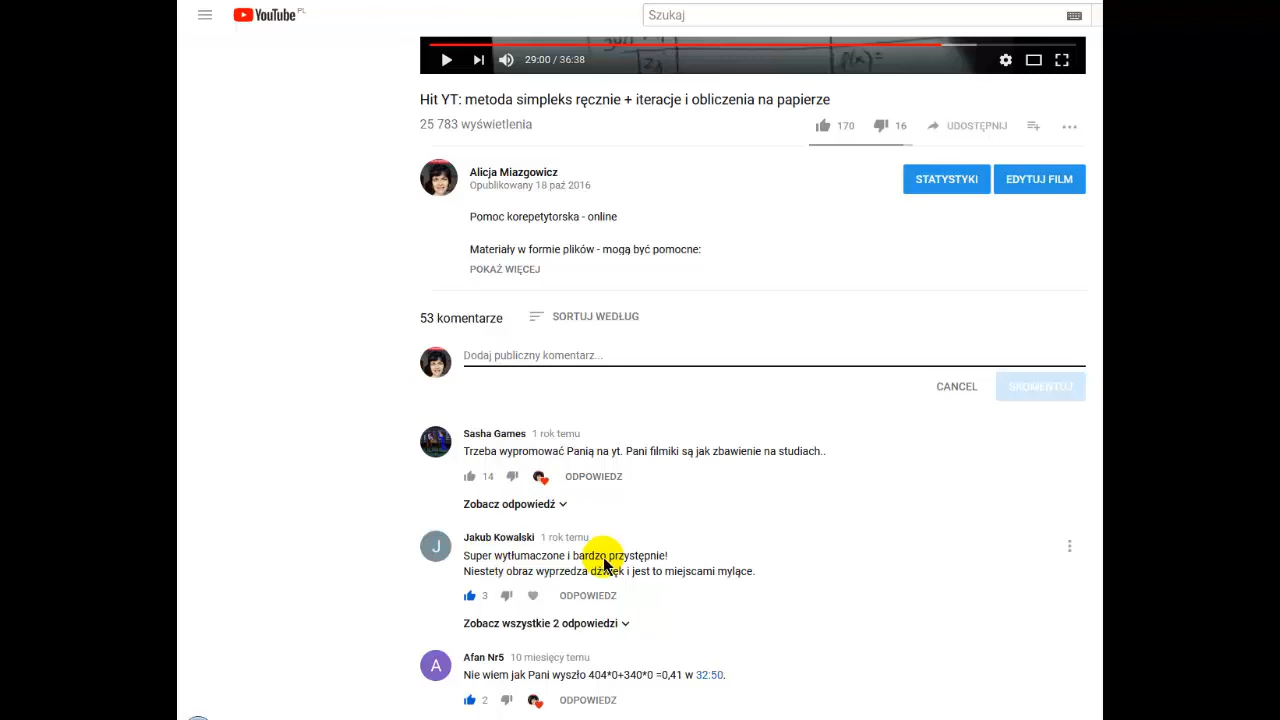 YouTube PL
Szukaj
29:00 / 36:38
Hit YT: metoda simpleks ręcznie + iteracje i obliczenia na papierze
25 783 wyświetlenia
170 16 UDOSTĘPNIJ
Alicja Miazgowicz
Opublikowany 18 paź 2016
STATYSTYKI EDYTUJ FILM
Pomoc korepetytorska - online
Materiały w formie plików - mogą być pomocne:
POKAŻ WIĘCEJ
53 komentarze SORTUJ WEDŁUG
Dodaj publiczny komentarz...
CANCEL SKOMENTUJ
Sasha Games 1 rok temu
Trzeba wypromować Panią na yt. Pani filmiki są jak zbawienie na studiach..
14 ODPOWIEDZ
Zobacz odpowiedź
J
Jakub Kowalski 1 rok temu
Super wytłumaczone i bardzo przystępnie!
Niestety obraz wyprzedza dźwięk i jest to miejscami mylące.
3 ODPOWIEDZ
Zobacz wszystkie 2 odpowiedzi
A
Afan Nr5 10 miesięcy temu
Nie wiem jak Pani wyszło 404*0+340*0 =0,41 w 32:50.
2 ODPOWIEDZ